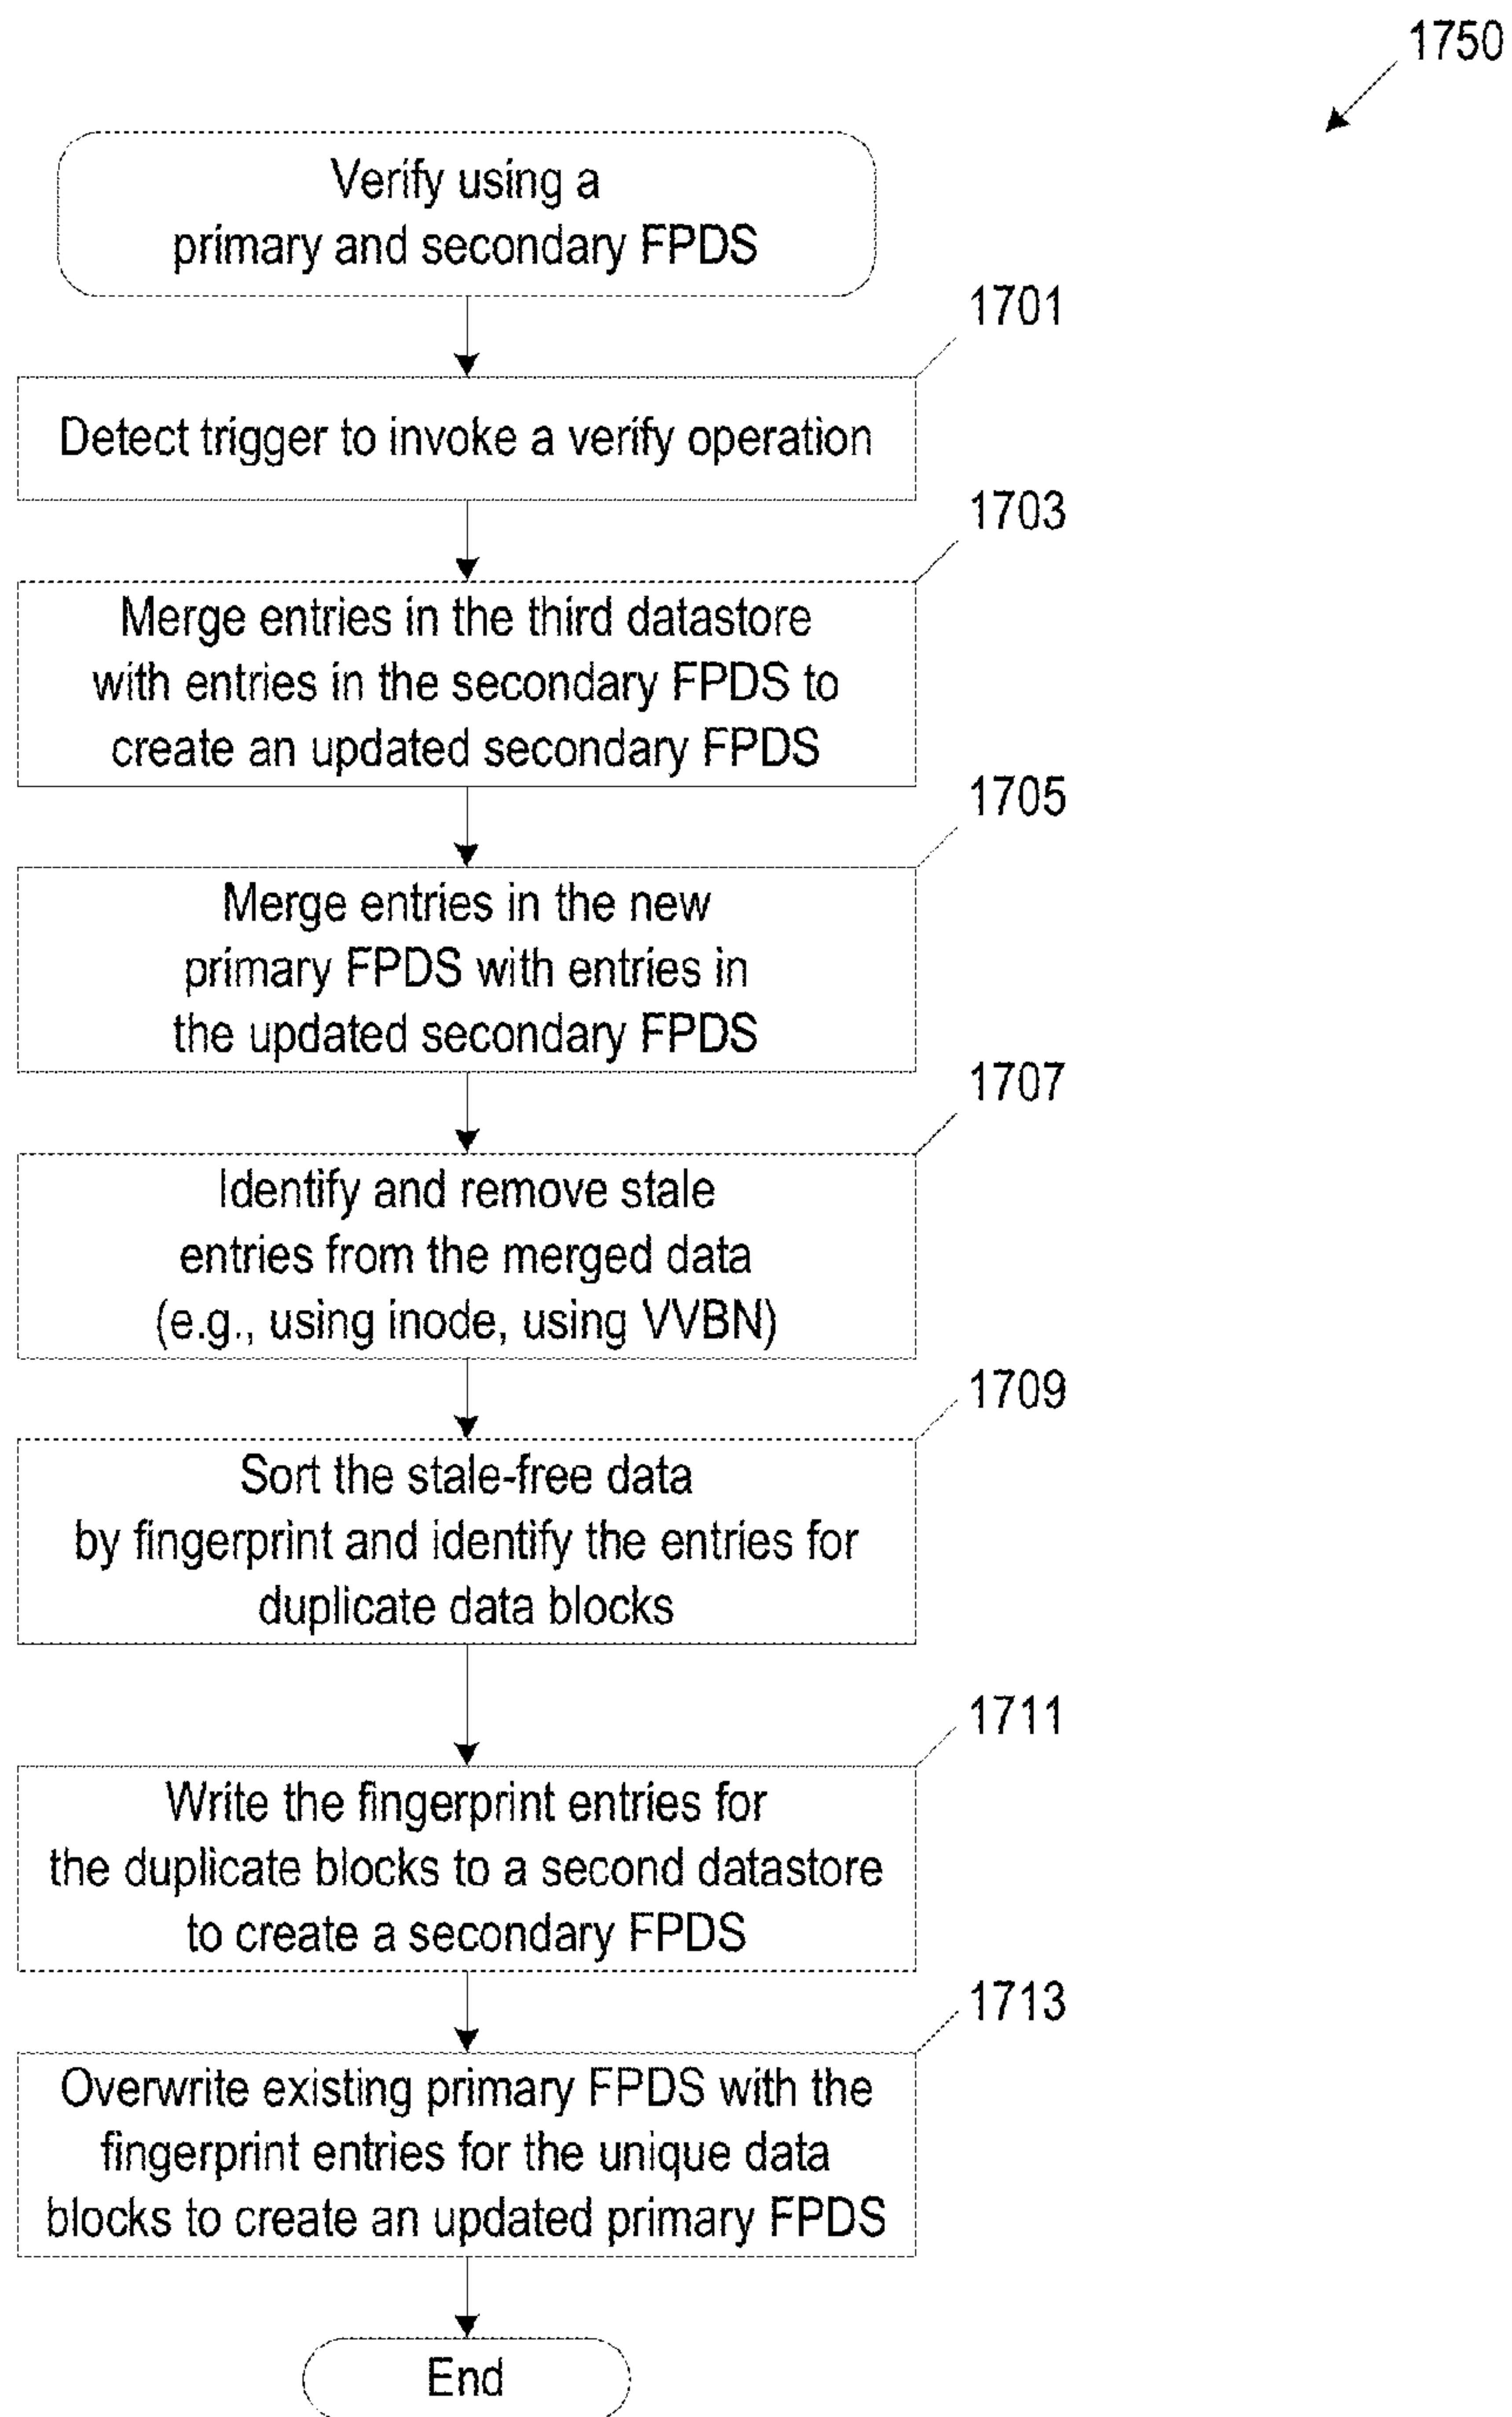 1750
Verify using a
primary and secondary FPDS
1701
Detect trigger to invoke a verify operation
1703
Merge entries in the third datastore
with entries in the secondary FPDS to
create an updated secondary FPDS
1705
Merge entries in the new
primary FPDS with entries in
the updated secondary FPDS
1707
Identify and remove stale
entries from the merged data
(e.g., using inode, using VVBN)
1709
Sort the stale-free data
by fingerprint and identify the entries for
duplicate data blocks
1711
Write the fingerprint entries for
the duplicate blocks to a second datastore
to create a secondary FPDS
1713
Overwrite existing primary FPDS with the
fingerprint entries for the unique data
blocks to create an updated primary FPDS
End